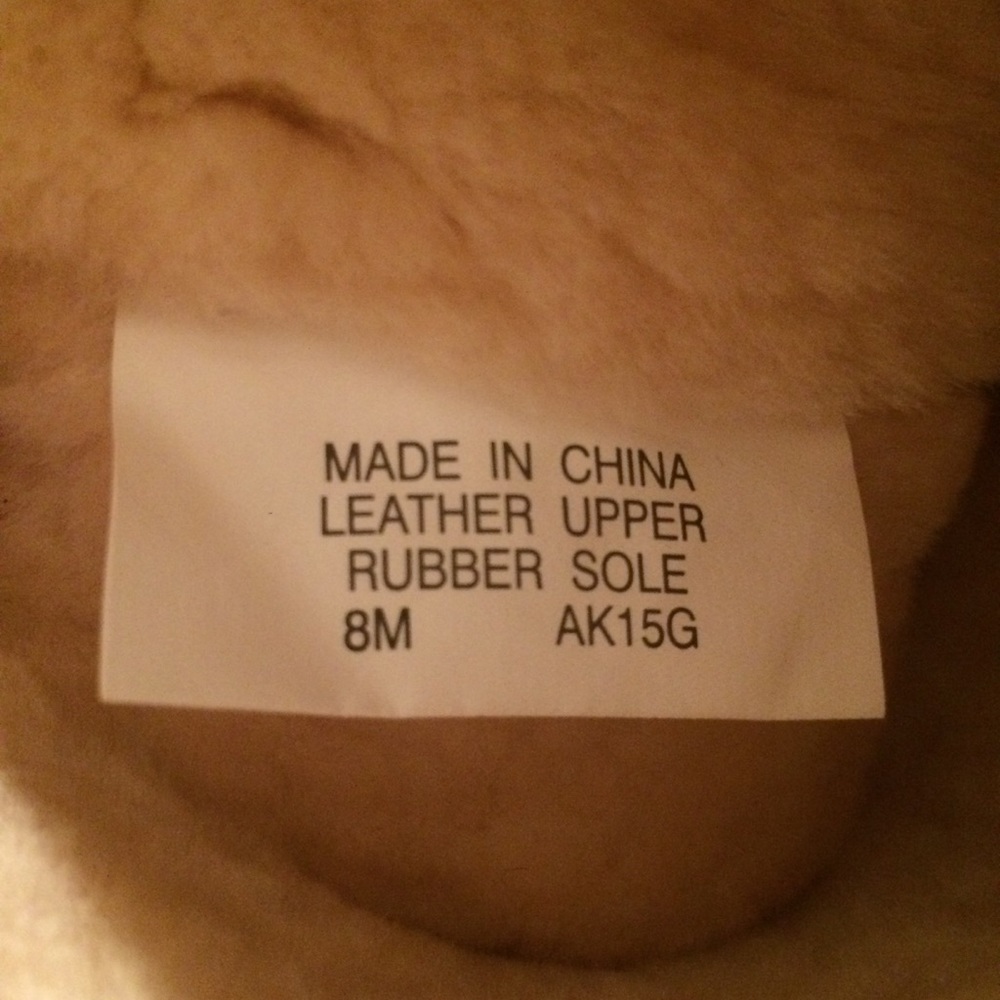 MADE IN CHINA
LEATHER UPPER
RUBBER SOLE
8M AK15G